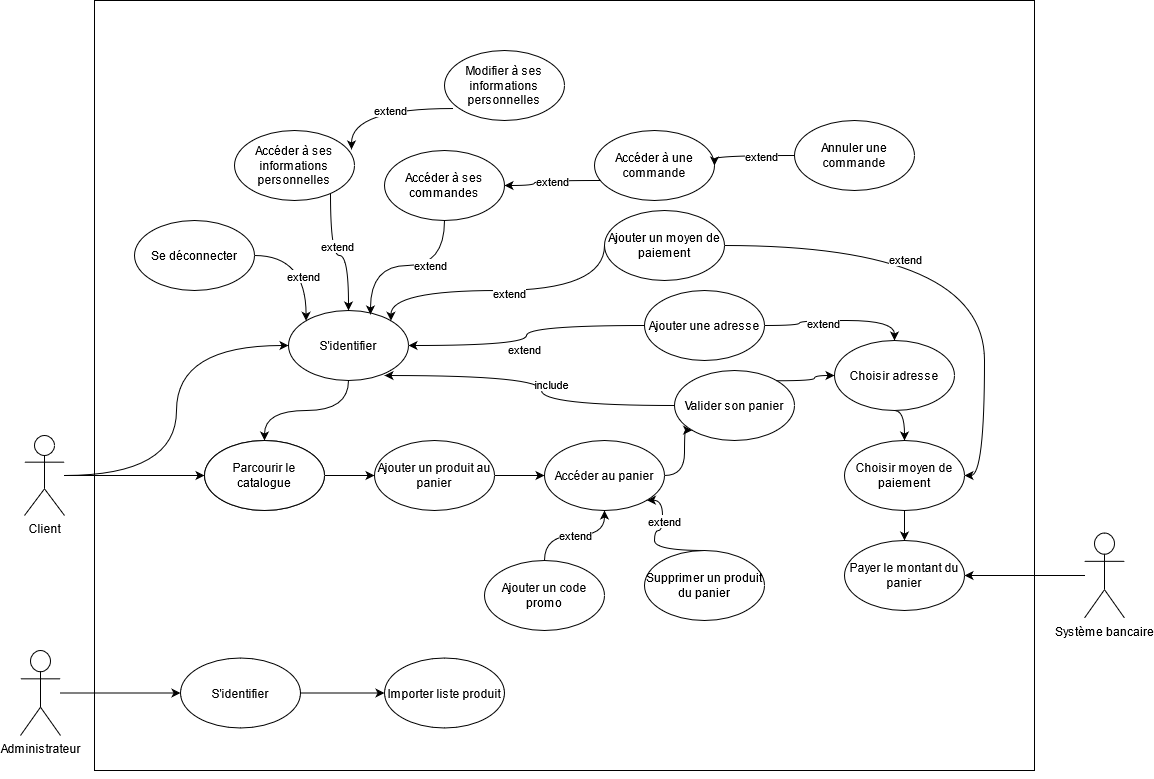 Modifier à ses
informations
personnelles
extend
Accéder à ses
informations
personnelles
Accéder à ses
commandes
extend
Accéder à une
commande
extend
Annuler une
commande
Se déconnecter
extend
extend
extend
Ajouter un moyen de
paiement
extend
extend
S'identifier
Ajouter une adresse
extend
extend
Choisir adresse
include
Valider son panier
Parcourir le
catalogue
Ajouter un produit au
panier
Accéder au panier
Choisir moyen de
paiement
Client
extend
extend
Ajouter un code
promo
Supprimer un produit
du panier
Payer le montant du
panier
Système bancaire
S'identifier
Importer liste produit
Administrateur